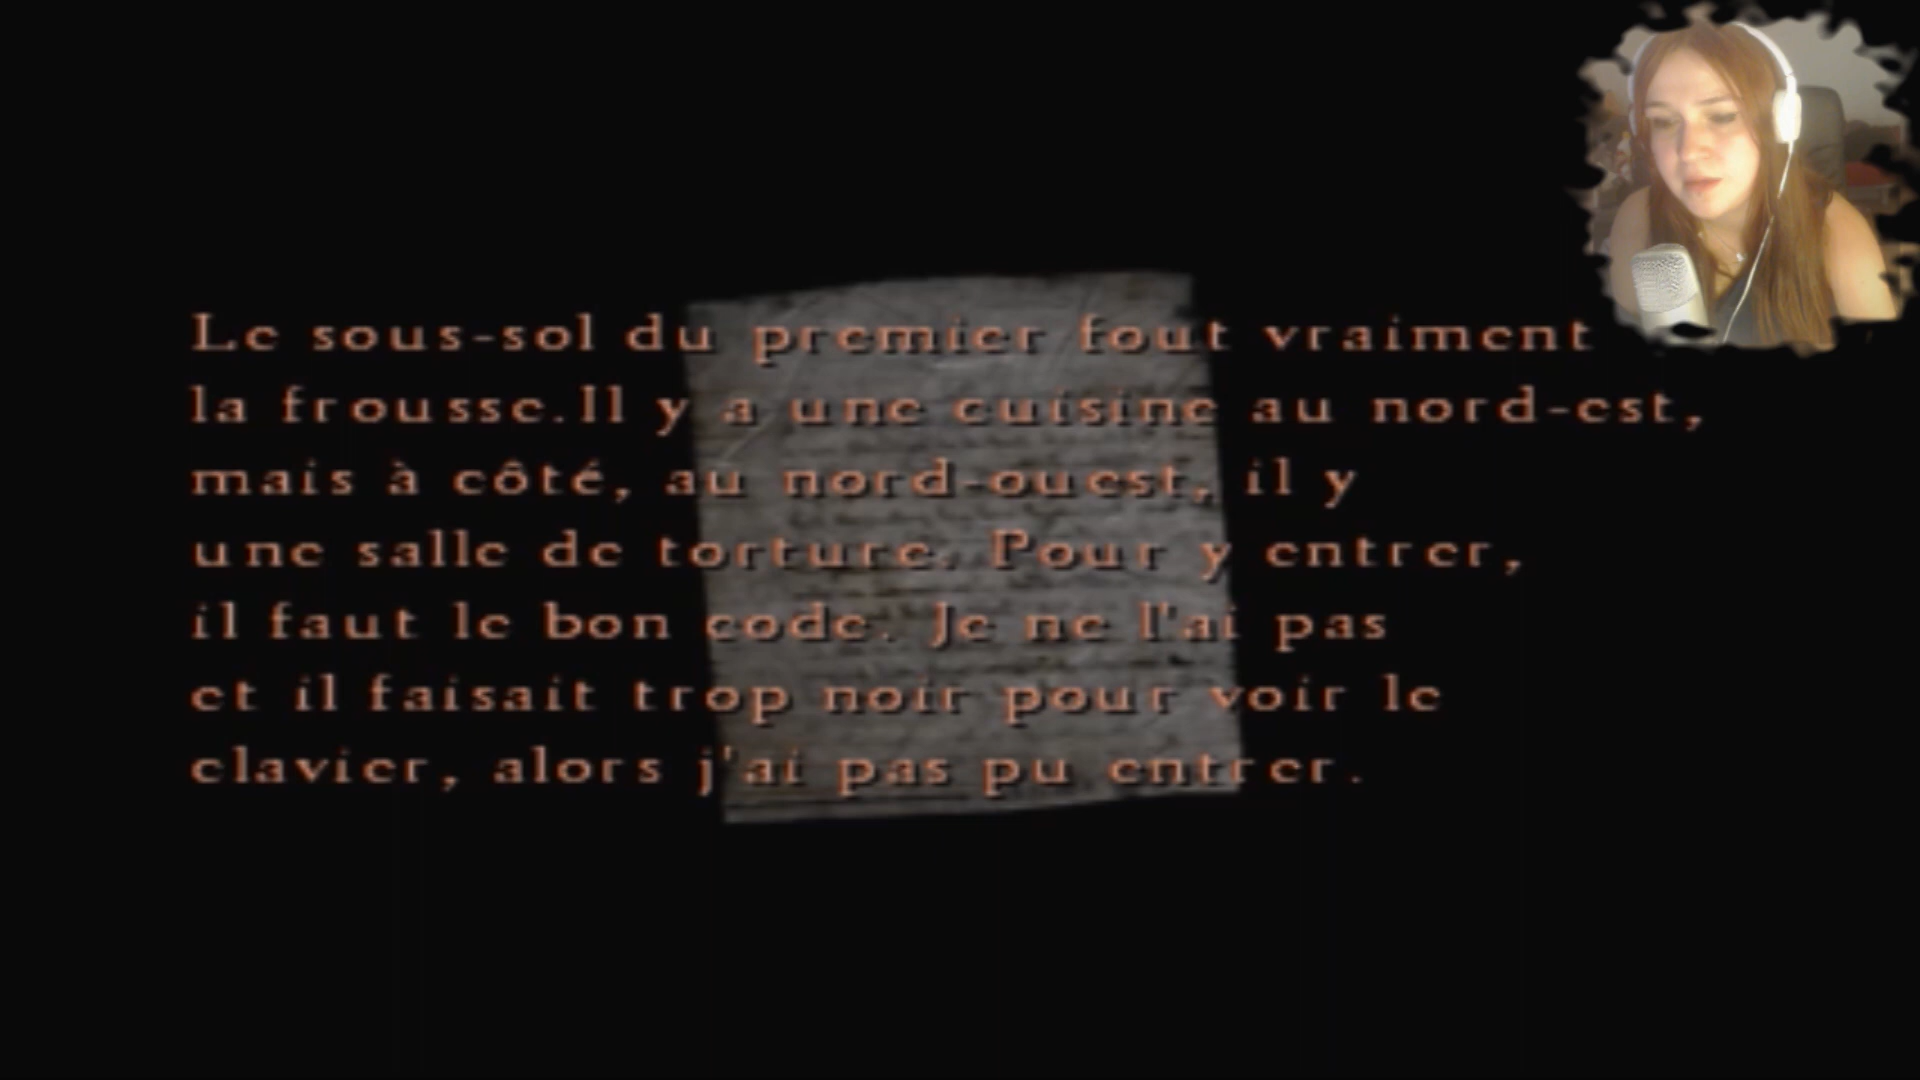 Le sous-sol du premier fout vraiment
la frousse.Il y a une cuisine au nord-est,
mais à côté, au nord-ouest, il y
une salle de torture. Pour y entrer,
il faut le bon code. Je ne l'ai pas
et il faisait trop noir pour voir le
clavier, alors j'ai pas pu entrer.